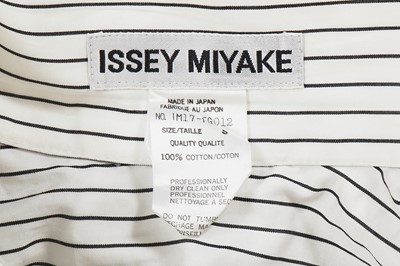 ISSEY MIYAKE
MADE IN JAPAN
FABRIQUE AU JAPON
NO. IM17-FG012
SIZE/TAILLE
QUALITY QUALITE
100% COTTON/COTON
PROFESSIONALLY
DRY CLEAN ONLY
PROFESSIONNEL
NETTOYAGE A SEC
DO NOT TUMB